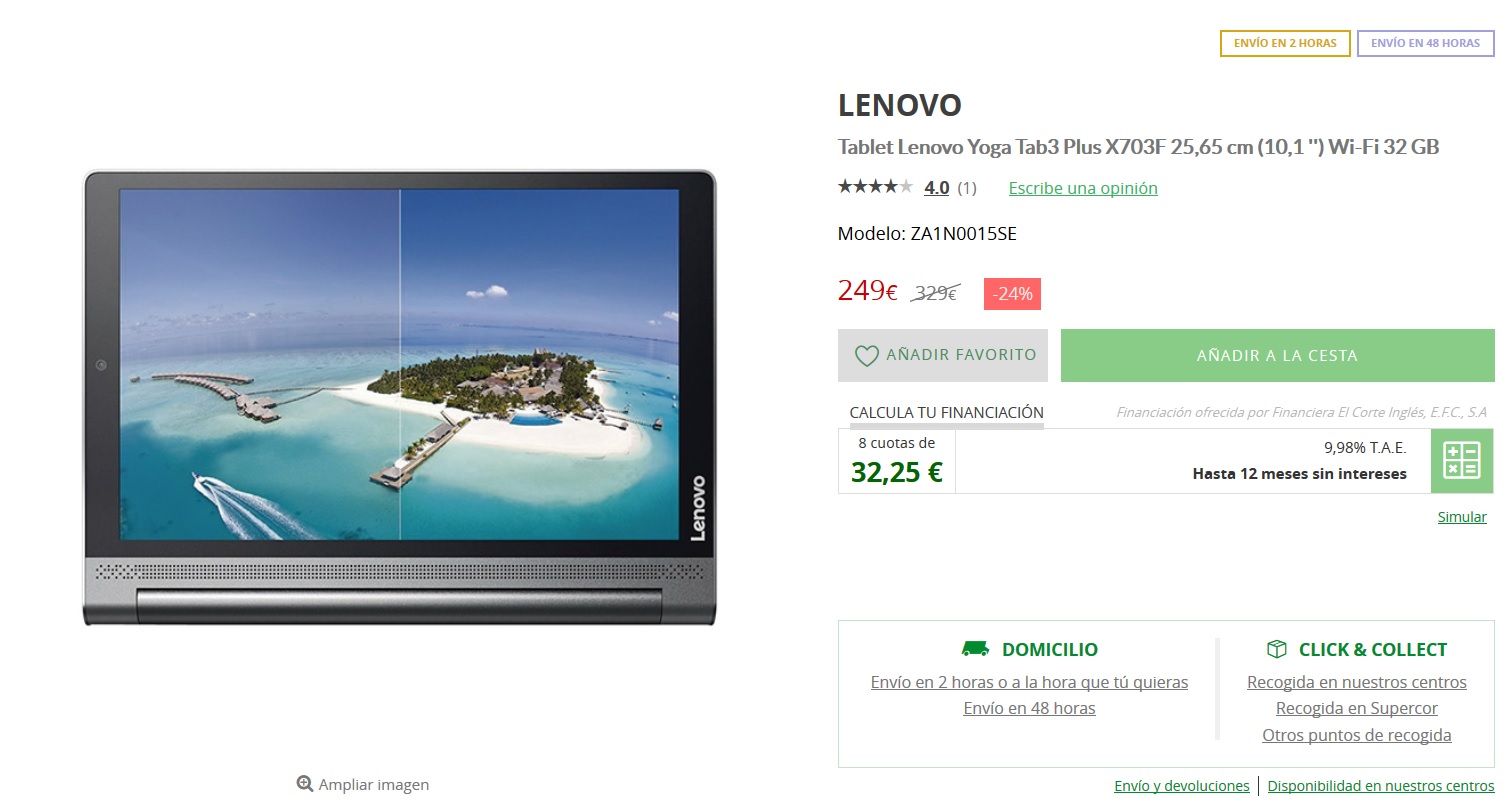 ENVÍO EN 2 HORAS ENVÍO EN 48 HORAS
LENOVO
Tablet Lenovo Yoga Tab3 Plus X703F 25,65 cm (10,1 '') Wi-Fi 32 GB
★★★★★ 4.0 (1) Escribe una opinión
Modelo: ZA1N0015SE
249€ 329€ -24%
AÑADIR FAVORITO AÑADIR A LA CESTA
CALCULA TU FINANCIACIÓN Financiación ofrecida por Financiera El Corte Inglés, E.F.C., S.A
8 cuotas de
32,25 €
9,98% T.A.E.
Hasta 12 meses sin intereses
Simular
Lenovo
DOMICILIO
Envío en 2 horas o a la hora que tú quieras
Envío en 48 horas
CLICK & COLLECT
Recogida en nuestros centros
Recogida en Supercor
Otros puntos de recogida
Ampliar imagen
Envío y devoluciones | Disponibilidad en nuestros centros